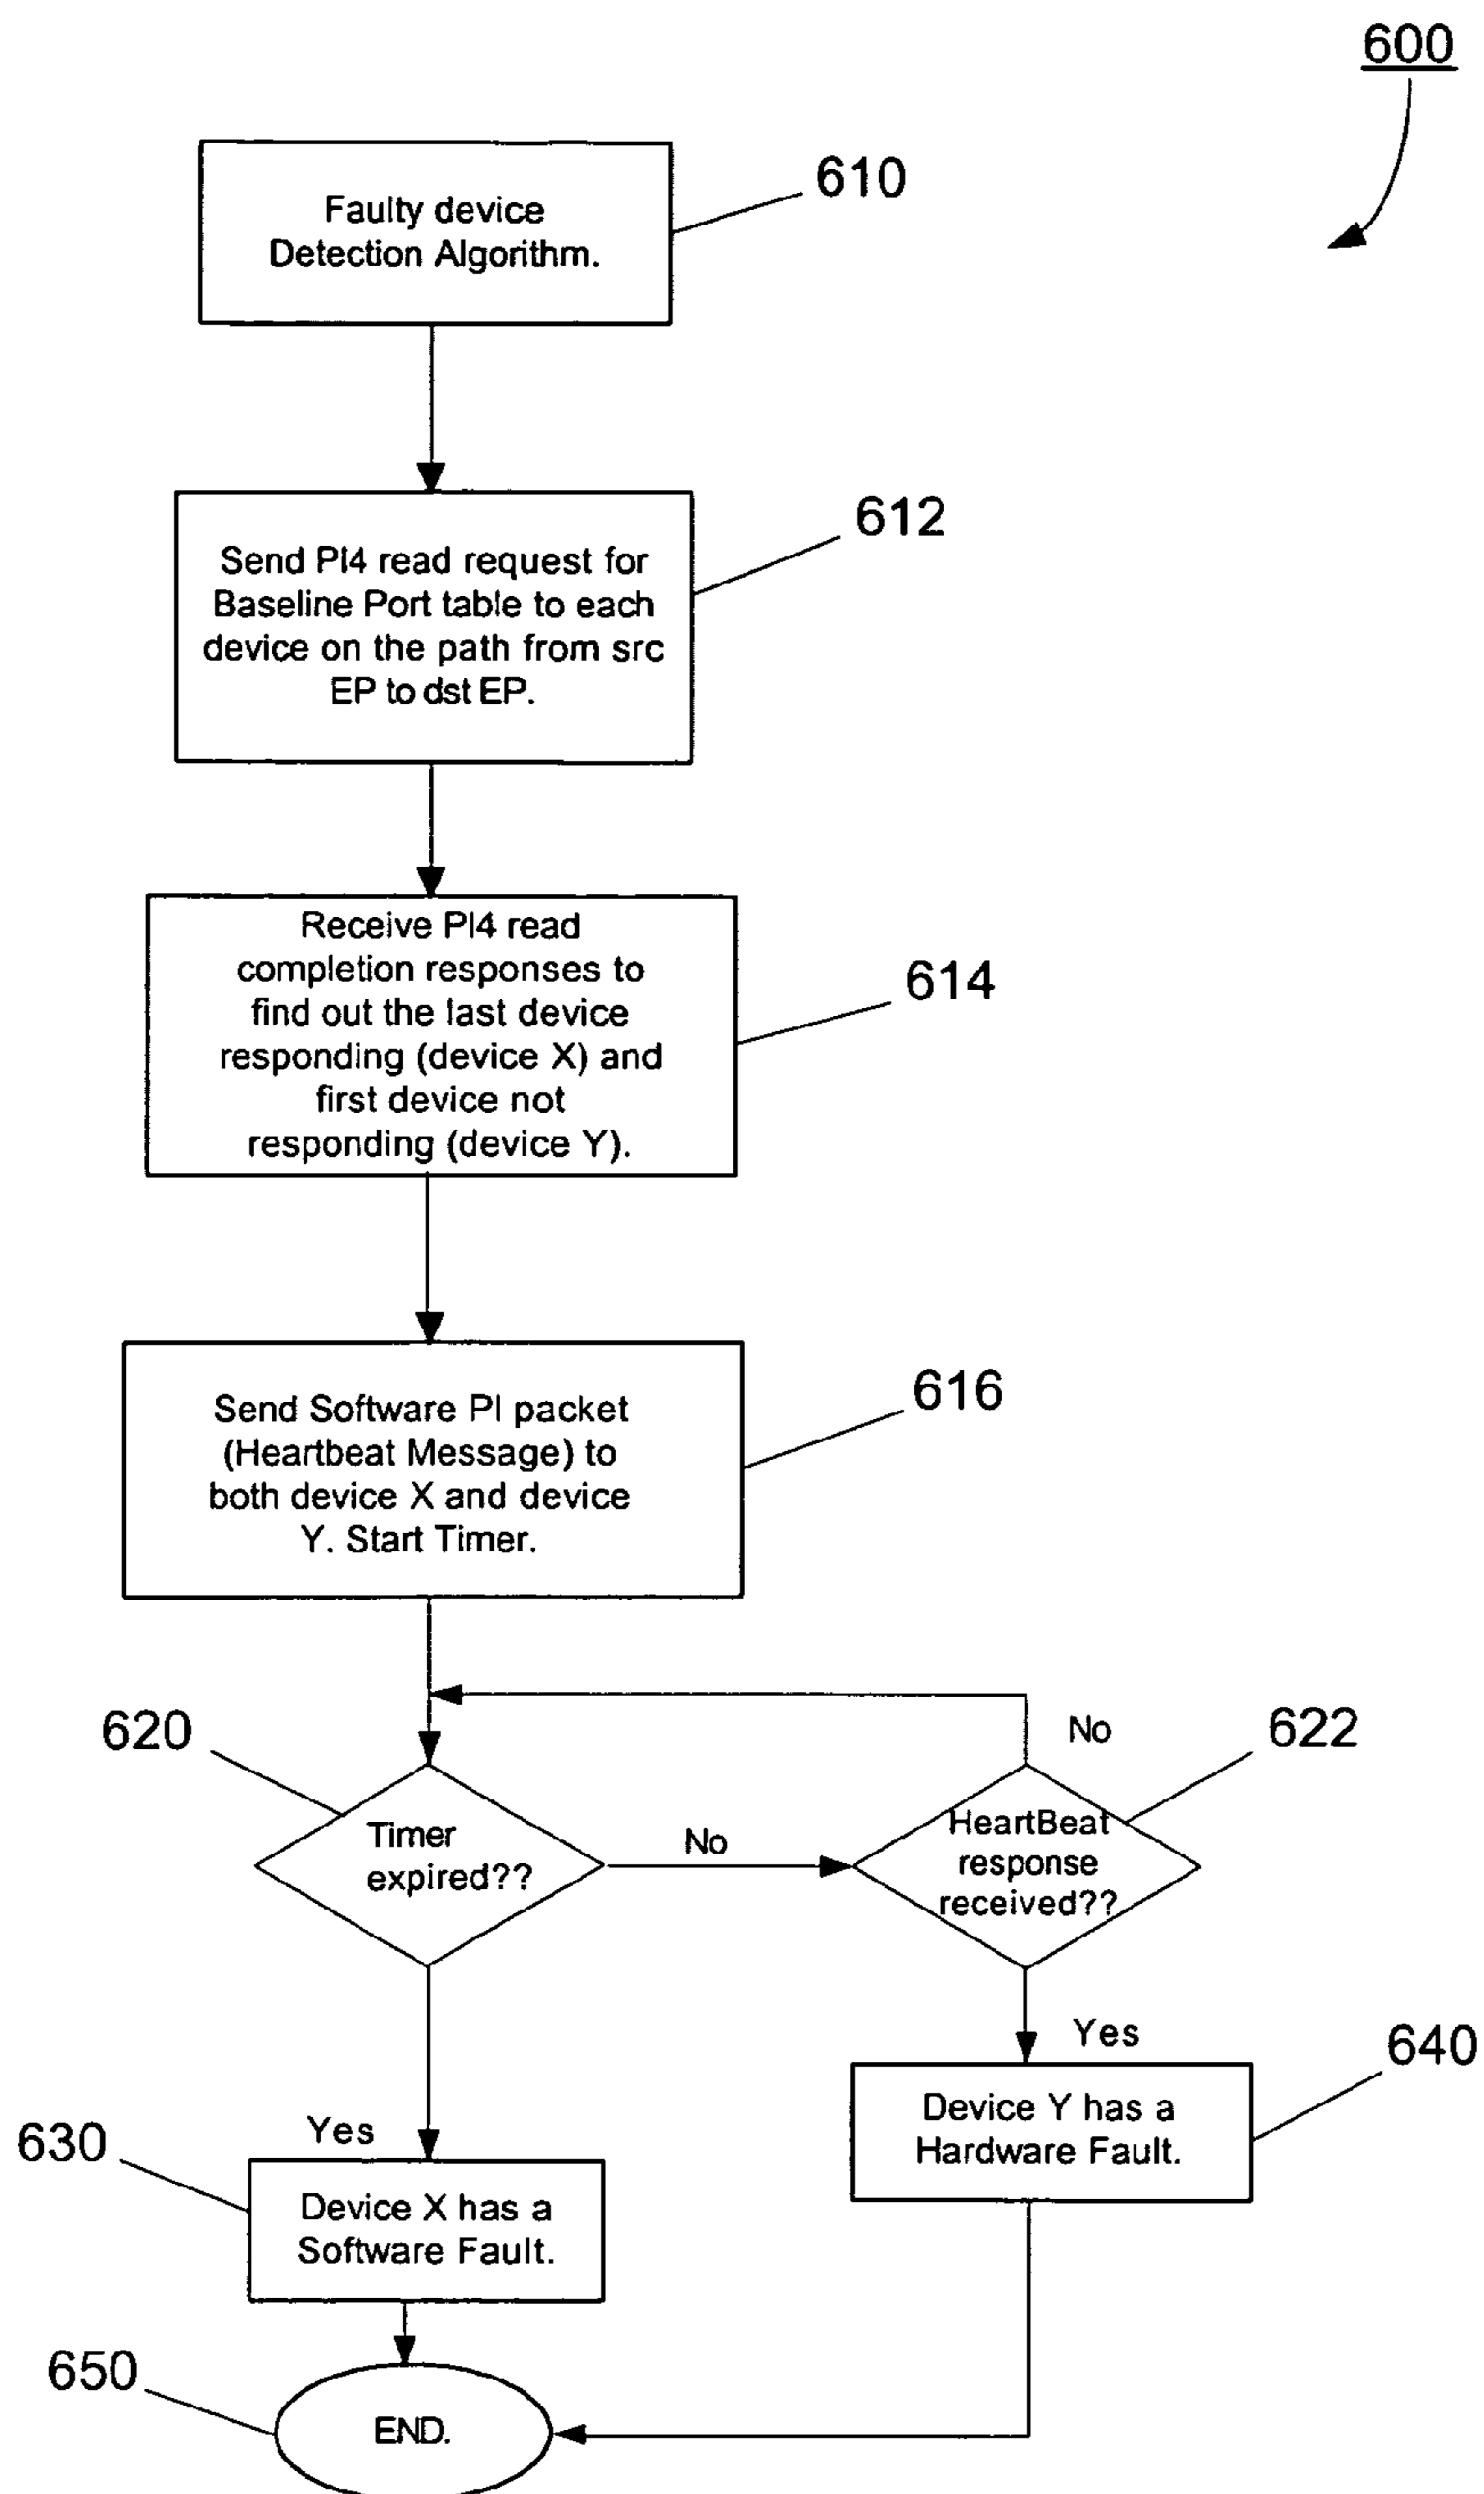 600
610
Faulty device
Detection Algorithm.
612
Send PI4 read request for
Baseline Port table to each
device on the path from src
EP to dst EP.
614
Receive PI4 read
completion responses to
find out the last device
responding (device X) and
first device not
responding (device Y).
616
Send Software PI packet
(Heartbeat Message) to
both device X and device
Y. Start Timer.
620
No
622
Timer
expired??
No
HeartBeat
response
received??
Yes
640
Device Y has a
Hardware Fault.
Yes
630
Device X has a
Software Fault.
650
END.